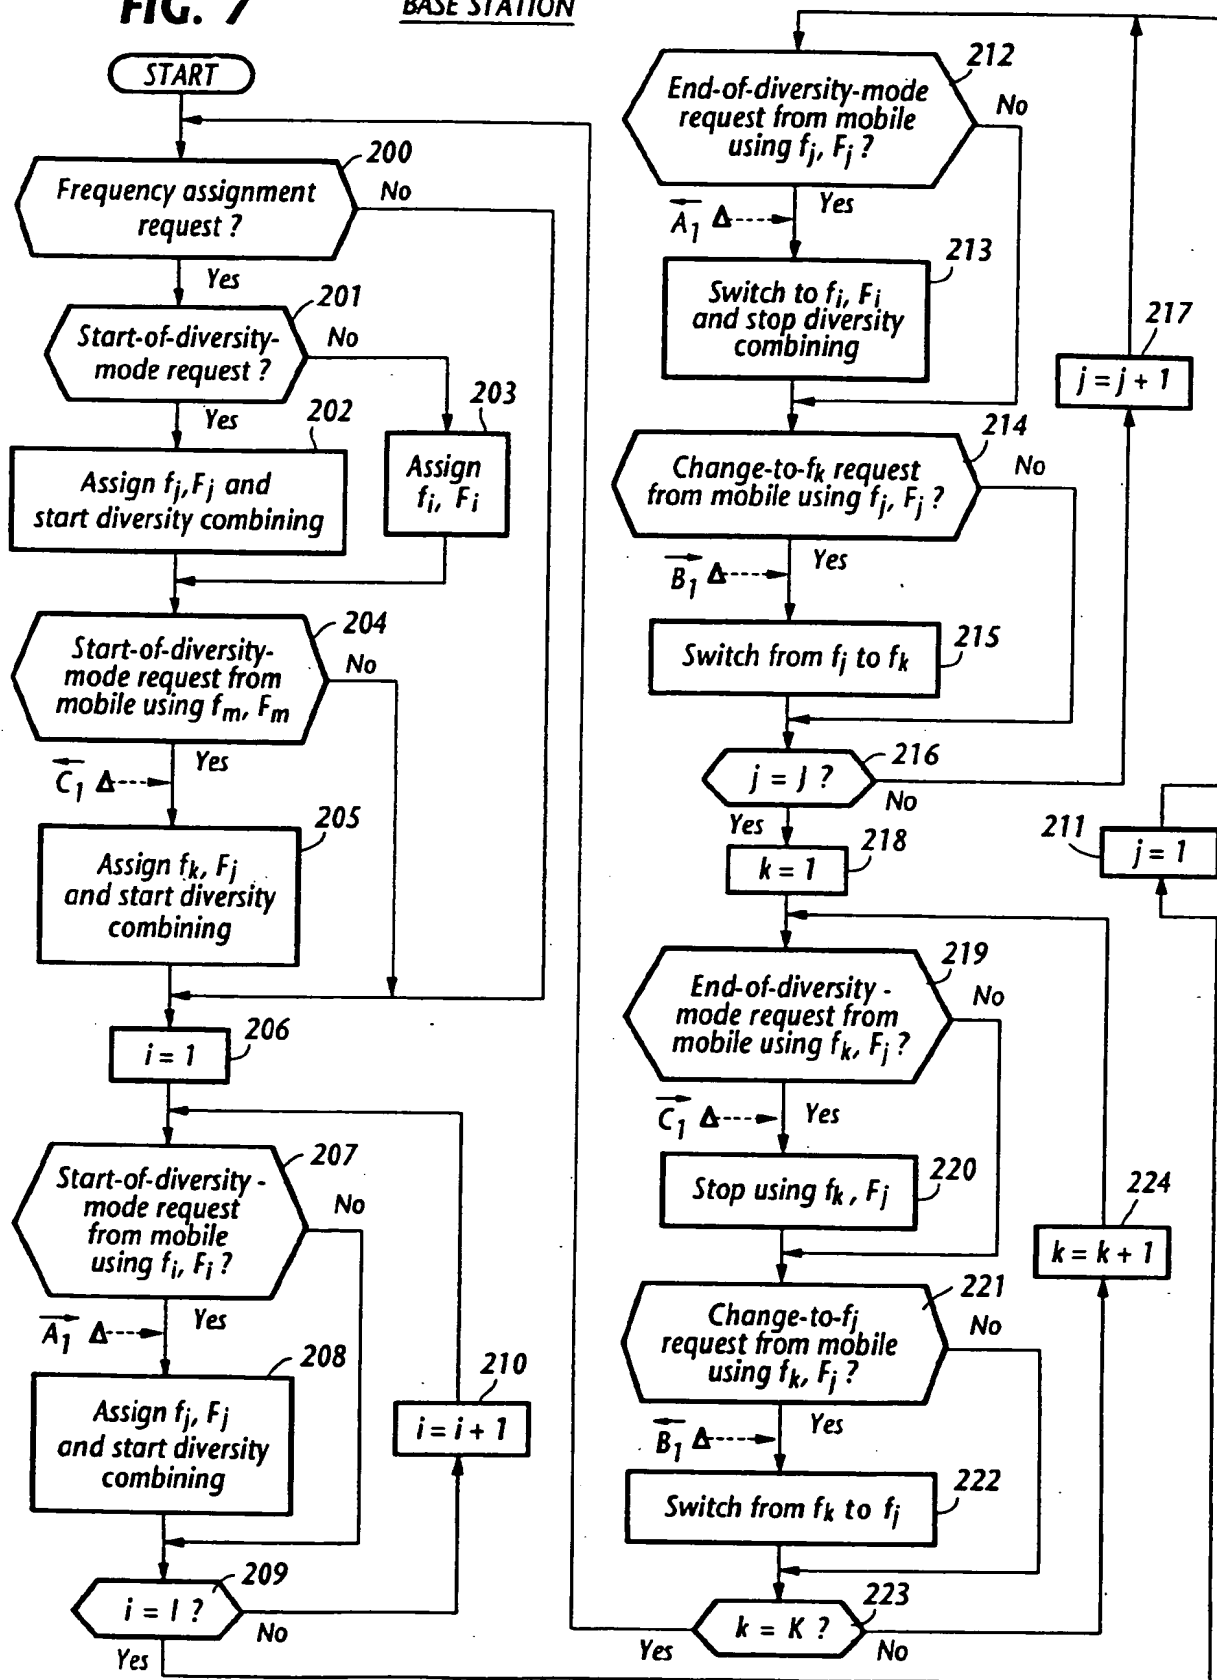 FIG. 7
BASE STATION
START
200
Frequency assignment
request ?
No
Yes
201
Start-of-diversity-
mode request ?
No
Yes
202
Assign fj, Fj and
start diversity combining
203
Assign
fi, Fi
204
Start-of-diversity-
mode request from
mobile using fm, Fm
No
Yes
C1 Δ
205
Assign fk, Fj
and start diversity
combining
206
i = 1
207
Start-of-diversity -
mode request
from mobile
using fi, Fi ?
No
Yes
A1 Δ
208
Assign fj, Fj
and start diversity
combining
210
i = i + 1
209
i = I ?
No
Yes
212
End-of-diversity-mode
request from mobile
using fj, Fj ?
No
Yes
A1 Δ
213
Switch to fi, Fi
and stop diversity
combining
217
j = j + 1
214
Change-to-fk request
from mobile using fj, Fj ?
No
Yes
B1 Δ
215
Switch from fj to fk
216
j = J ?
No
Yes
218
k = 1
211
j = 1
219
End-of-diversity -
mode request from
mobile using fk, Fj ?
No
Yes
C1 Δ
220
Stop using fk, Fj
224
k = k + 1
221
Change-to-fj
request from mobile
using fk, Fj ?
No
Yes
B1 Δ
222
Switch from fk to fj
223
k = K ?
Yes
No